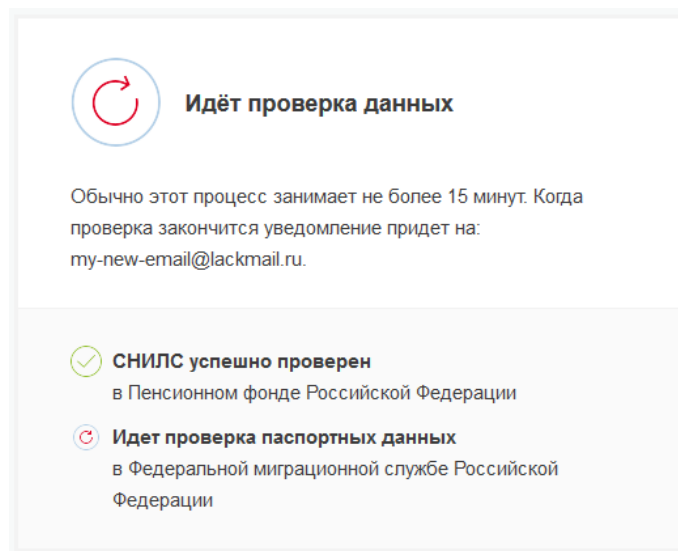 Идёт проверка данных
Обычно этот процесс занимает не более 15 минут. Когда
проверка закончится уведомление придет на:
my-new-email@lackmail.ru.
СНИЛС успешно проверен
в Пенсионном фонде Российской Федерации
Идет проверка паспортных данных
в Федеральной миграционной службе Российской
Федерации